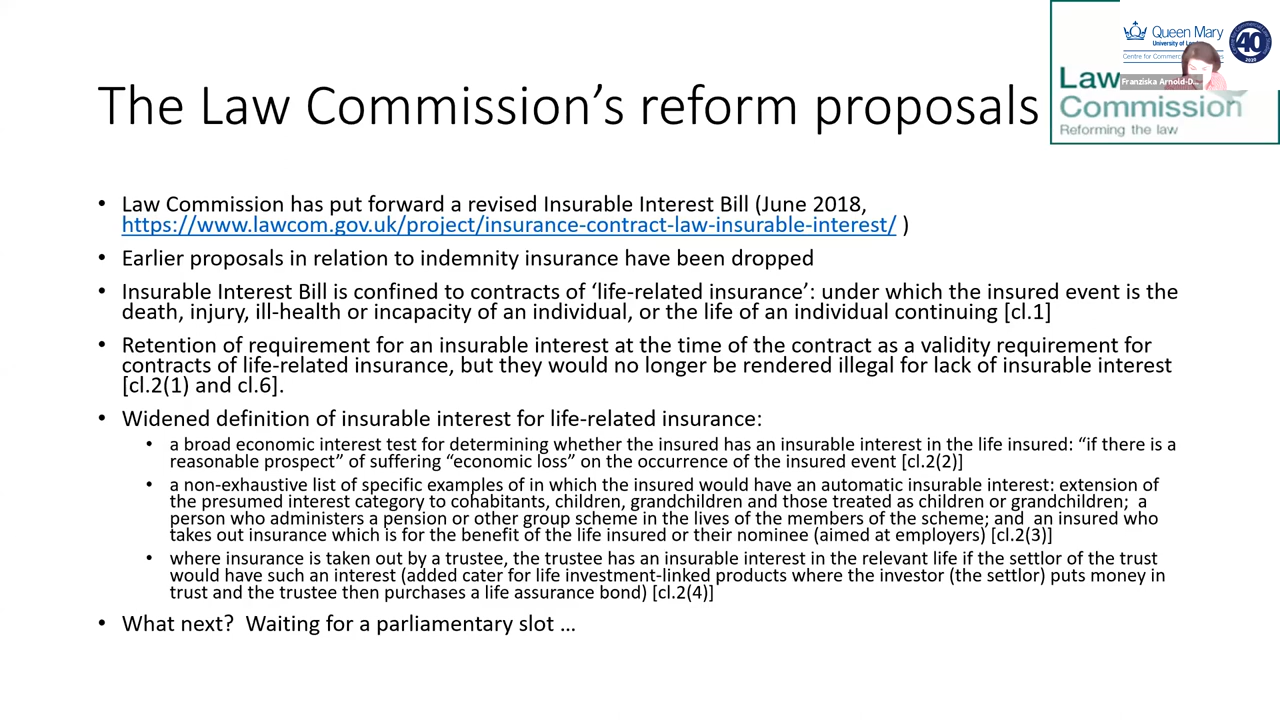 Queen Mary
40
2020
Franziska Arnold-D...
Law
Commission
Reforming the law
The Law Commission's reform proposals
• Law Commission has put forward a revised Insurable Interest Bill (June 2018,
https://www.lawcom.gov.uk/project/insurance-contract-law-insurable-interest/ )
• Earlier proposals in relation to indemnity insurance have been dropped
• Insurable Interest Bill is confined to contracts of 'life-related insurance': under which the insured event is the
death, injury, ill-health or incapacity of an individual, or the life of an individual continuing [cl.1]
• Retention of requirement for an insurable interest at the time of the contract as a validity requirement for
contracts of life-related insurance, but they would no longer be rendered illegal for lack of insurable interest
[cl.2(1) and cl.6].
• Widened definition of insurable interest for life-related insurance:
• a broad economic interest test for determining whether the insured has an insurable interest in the life insured: “if there is a
reasonable prospect” of suffering “economic loss” on the occurrence of the insured event [cl.2(2)]
• a non-exhaustive list of specific examples of in which the insured would have an automatic insurable interest: extension of
the presumed interest category to cohabitants, children, grandchildren and those treated as children or grandchildren;  a
person who administers a pension or other group scheme in the lives of the members of the scheme; and  an insured who
takes out insurance which is for the benefit of the life insured or their nominee (aimed at employers) [cl.2(3)]
• where insurance is taken out by a trustee, the trustee has an insurable interest in the relevant life if the settlor of the trust
would have such an interest (added cater for life investment-linked products where the investor (the settlor) puts money in
trust and the trustee then purchases a life assurance bond) [cl.2(4)]
• What next?  Waiting for a parliamentary slot …